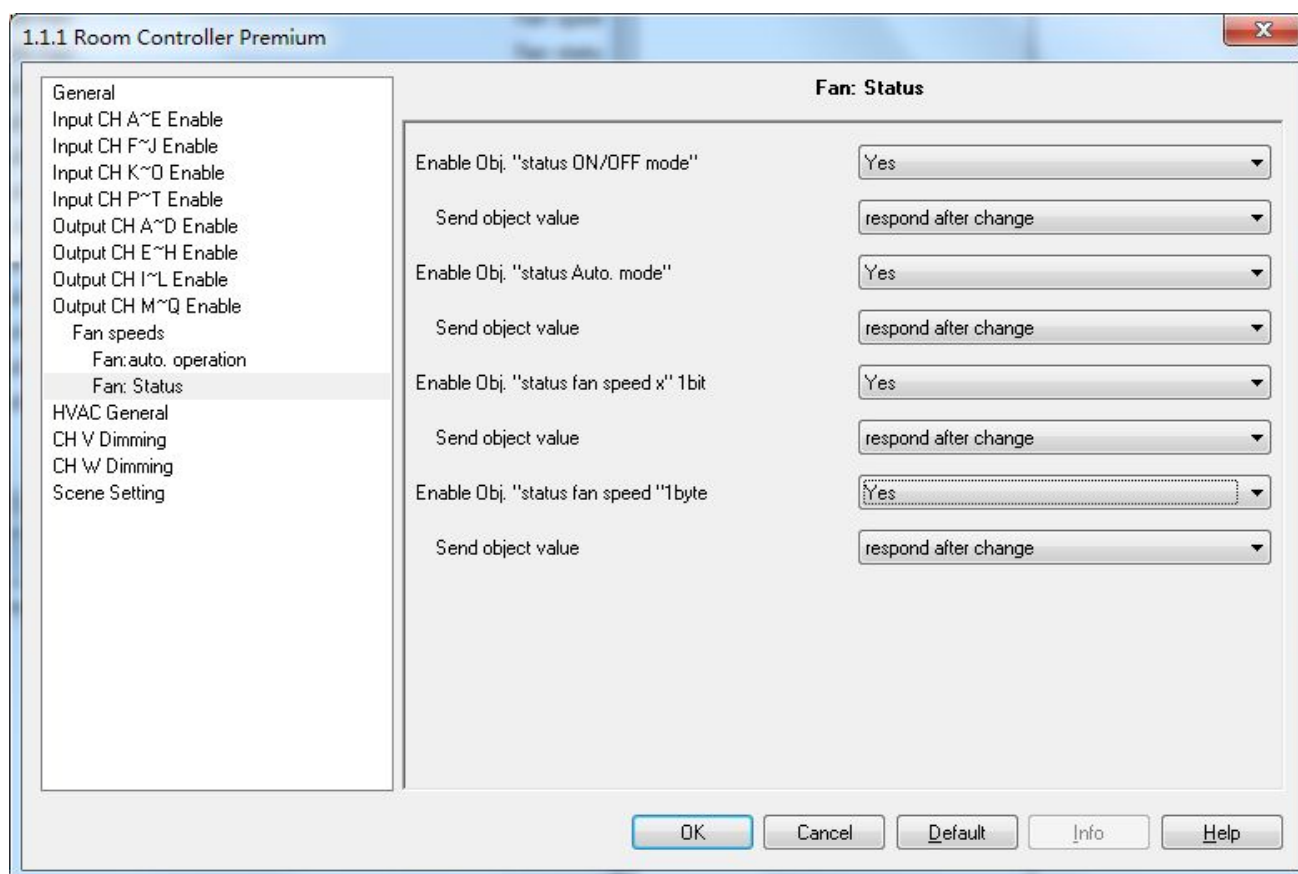 1.1.1 Room Controller Premium
General
Input CH A~E Enable
Input CH F~J Enable
Input CH K~O Enable
Input CH P~T Enable
Output CH A~D Enable
Output CH E~H Enable
Output CH I~L Enable
Output CH M~Q Enable
Fan speeds
Fan:auto. operation
Fan: Status
HVAC General
CH V Dimming
CH W Dimming
Scene Setting
Fan: Status
Enable Obj. "status ON/OFF mode" Yes
Send object value respond after change
Enable Obj. "status Auto. mode" Yes
Send object value respond after change
Enable Obj. "status fan speed x" 1bit Yes
Send object value respond after change
Enable Obj. "status fan speed "1byte Yes
Send object value respond after change
OK Cancel Default Info Help